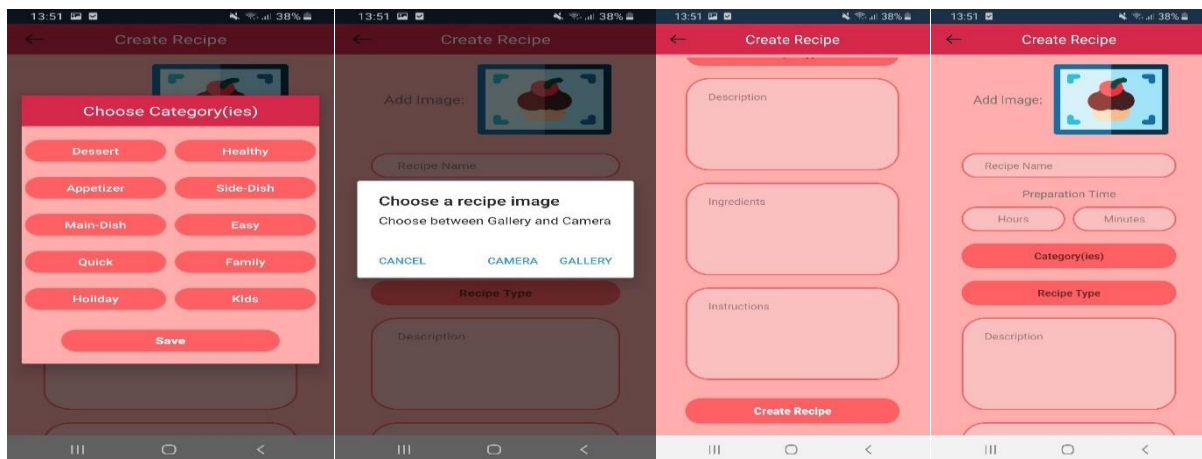 13:51 38%
Create Recipe
Choose Category(ies)
Dessert Healthy
Appetizer Side-Dish
Main-Dish Easy
Quick Family
Holiday Kids
Save
13:51 38%
Create Recipe
Add Image:
Recipe Name
Choose a recipe image
Choose between Gallery and Camera
CANCEL CAMERA GALLERY
Recipe Type
Description
13:51 38%
Create Recipe
Description
Ingredients
Instructions
Create Recipe
13:51 38%
Create Recipe
Add Image:
Recipe Name
Preparation Time
Hours Minutes
Category(ies)
Recipe Type
Description